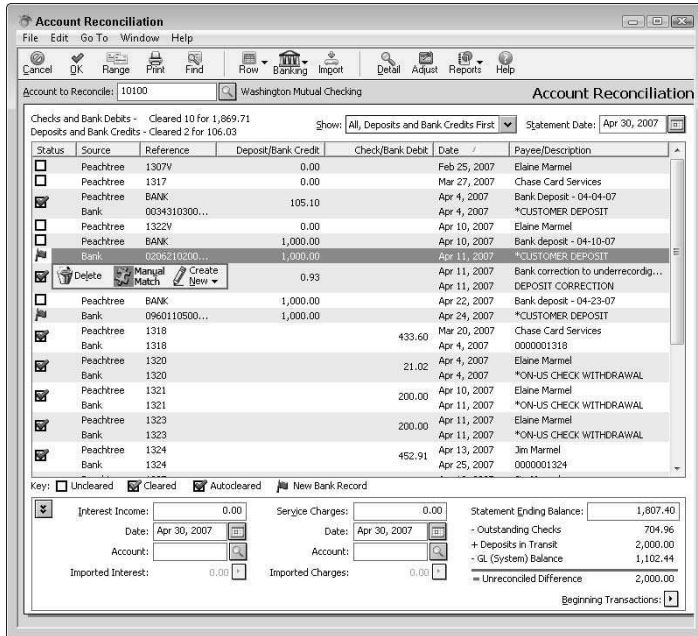 Account Reconciliation
File Edit Go To Window Help
Cancel OK Range Print Find Row Banking Import Detail Adjust Reports Help
Account to Reconcile: 10100 Washington Mutual Checking Account Reconciliation
Checks and Bank Debits - Cleared 10 for 1,869.71
Deposits and Bank Credits - Cleared 2 for 106.03
Show: All, Deposits and Bank Credits First Statement Date: Apr 30, 2007
Status Source Reference Deposit/Bank Credit Check/Bank Debit Date / Payee/Description
Peachtree 1307V 0.00 Feb 25, 2007 Elaine Marmel
Peachtree 1317 0.00 Mar 27, 2007 Chase Card Services
Peachtree BANK 105.10 Apr 4, 2007 Bank Deposit - 04-04-07
Bank 0034310300... Apr 4, 2007 *CUSTOMER DEPOSIT
Peachtree 1322V 0.00 Apr 10, 2007 Elaine Marmel
Peachtree BANK 1,000.00 Apr 10, 2007 Bank deposit - 04-10-07
Bank 0206210200... 1,000.00 Apr 11, 2007 *CUSTOMER DEPOSIT
Delete Manual Match Create New 0.93 Apr 11, 2007 Bank correction to underrecordig...
Apr 11, 2007 DEPOSIT CORRECTION
Peachtree BANK 1,000.00 Apr 22, 2007 Bank deposit - 04-23-07
Bank 0960110500... 1,000.00 Apr 24, 2007 *CUSTOMER DEPOSIT
Peachtree 1318 433.60 Mar 20, 2007 Chase Card Services
Bank 1318 Apr 4, 2007 0000001318
Peachtree 1320 21.02 Apr 4, 2007 Elaine Marmel
Bank 1320 Apr 4, 2007 *ON-US CHECK WITHDRAWAL
Peachtree 1321 200.00 Apr 10, 2007 Elaine Marmel
Bank 1321 Apr 11, 2007 *ON-US CHECK WITHDRAWAL
Peachtree 1323 200.00 Apr 11, 2007 Elaine Marmel
Bank 1323 Apr 11, 2007 *ON-US CHECK WITHDRAWAL
Peachtree 1324 452.91 Apr 13, 2007 Jim Marmel
Bank 1324 Apr 25, 2007 0000001324
Key: Uncleared Cleared Autocleared New Bank Record
Interest Income: 0.00 Service Charges: 0.00 Statement Ending Balance: 1,807.40
Date: Apr 30, 2007 Date: Apr 30, 2007 - Outstanding Checks 704.96
Account: Account: + Deposits in Transit 2,000.00
- GL (System) Balance 1,102.44
Imported Interest: 0.00 Imported Charges: 0.00 = Unreconciled Difference 2,000.00
Beginning Transactions: